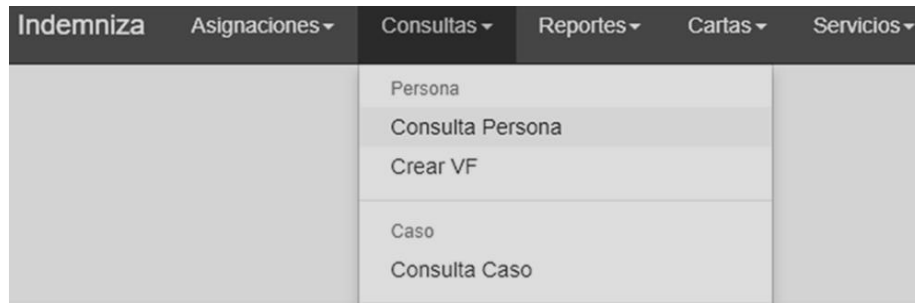 Indemniza Asignaciones Consultas Reportes Cartas Servicios
Persona
Consulta Persona
Crear VF
Caso
Consulta Caso